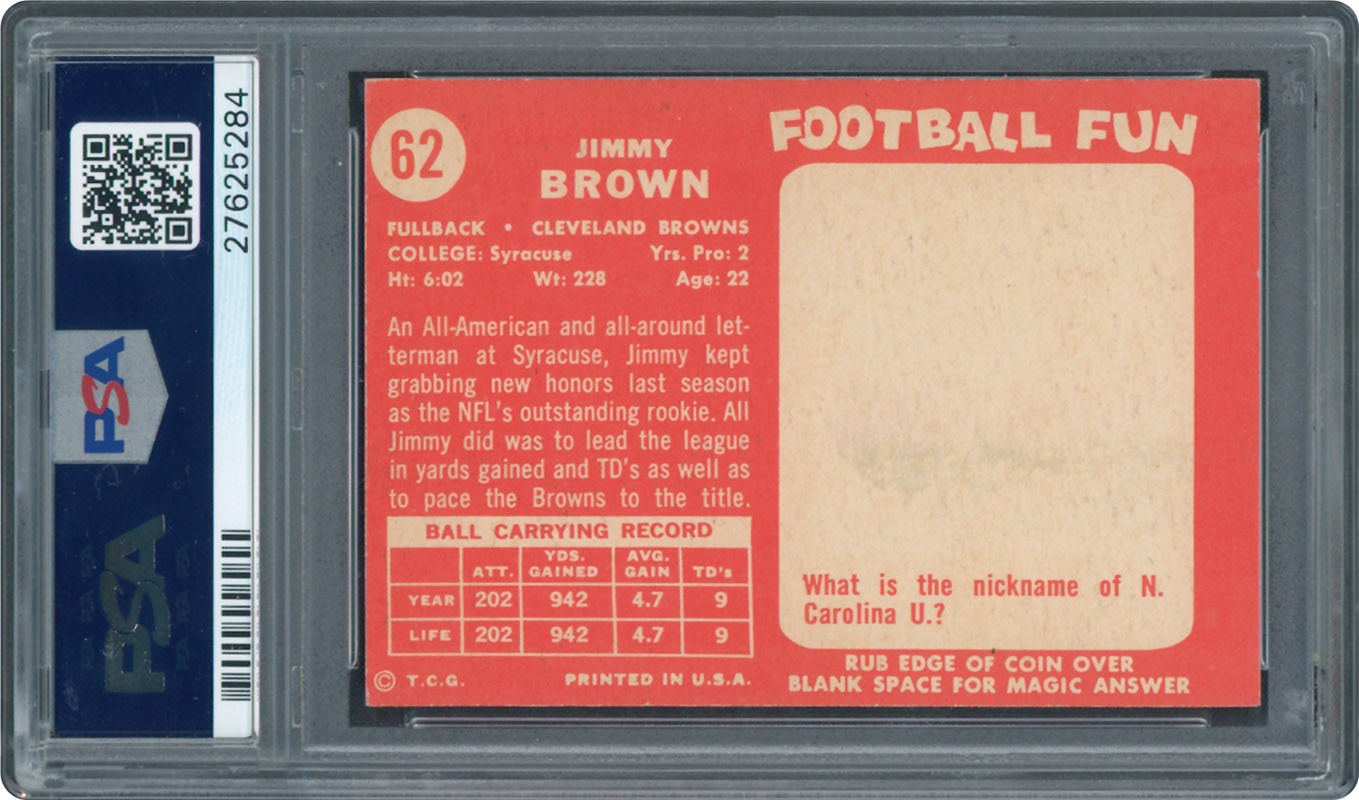 27625284
PSA
PSA
62
JIMMY
BROWN
FULLBACK • CLEVELAND BROWNS
COLLEGE: Syracuse Yrs. Pro: 2
Ht: 6:02 Wt: 228 Age: 22
An All-American and all-around let-
terman at Syracuse, Jimmy kept
grabbing new honors last season
as the NFL's outstanding rookie. All
Jimmy did was to lead the league
in yards gained and TD's as well as
to pace the Browns to the title.
BALL CARRYING RECORD
ATT. YDS. GAINED AVG. GAIN TD's
YEAR 202 942 4.7 9
LIFE 202 942 4.7 9
© T.C.G. PRINTED IN U.S.A.
FOOTBALL FUN
What is the nickname of N.
Carolina U.?
RUB EDGE OF COIN OVER
BLANK SPACE FOR MAGIC ANSWER